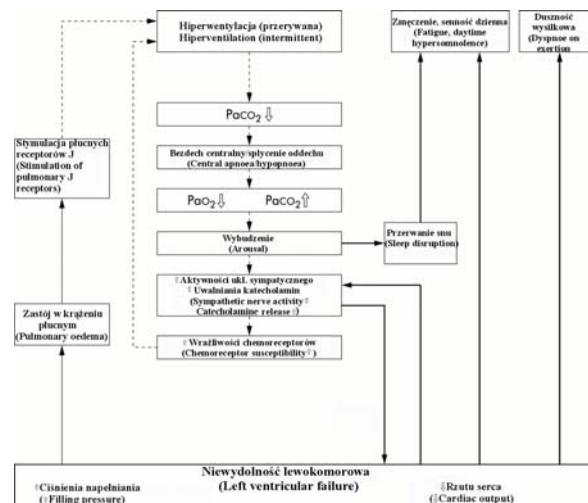 Hiperwentylacja (przerywana)
Hiperventilation (intermittent)
Zmęczenie, senność dzienna
(Fatigue, daytime
hypersomnolence)
Duszność
wysiłkowa
(Dyspnoe on
exertion)
PaCO₂ ⇩
Stymulacja płucnych
receptorów J
(Stimulation of
pulmonary J
receptors)
Bezdech centralny/spłycenie oddechu
(Central apnoea/hypopnoea)
PaO₂⇩ PaCO₂⇧
Wybudzenie
(Arousal)
Przerwanie snu
(Sleep disruption)
⇧Aktywności ukł. sympatycznego
⇧ Uwalniania katecholamin
(Sympathetic nerve activity⇧
Catecholamine release⇧)
Zastój w krążeniu
płucnym
(Pulmonary oedema)
⇧Wrażliwości chemoreceptorów
(Chemoreceptor susceptibility⇧)
Niewydolność lewokomorowa
(Left ventricular failure)
⇧Ciśnienia napełniania
(⇧Filling pressure)
⇩Rzutu serca
(⇩Cardiac output)